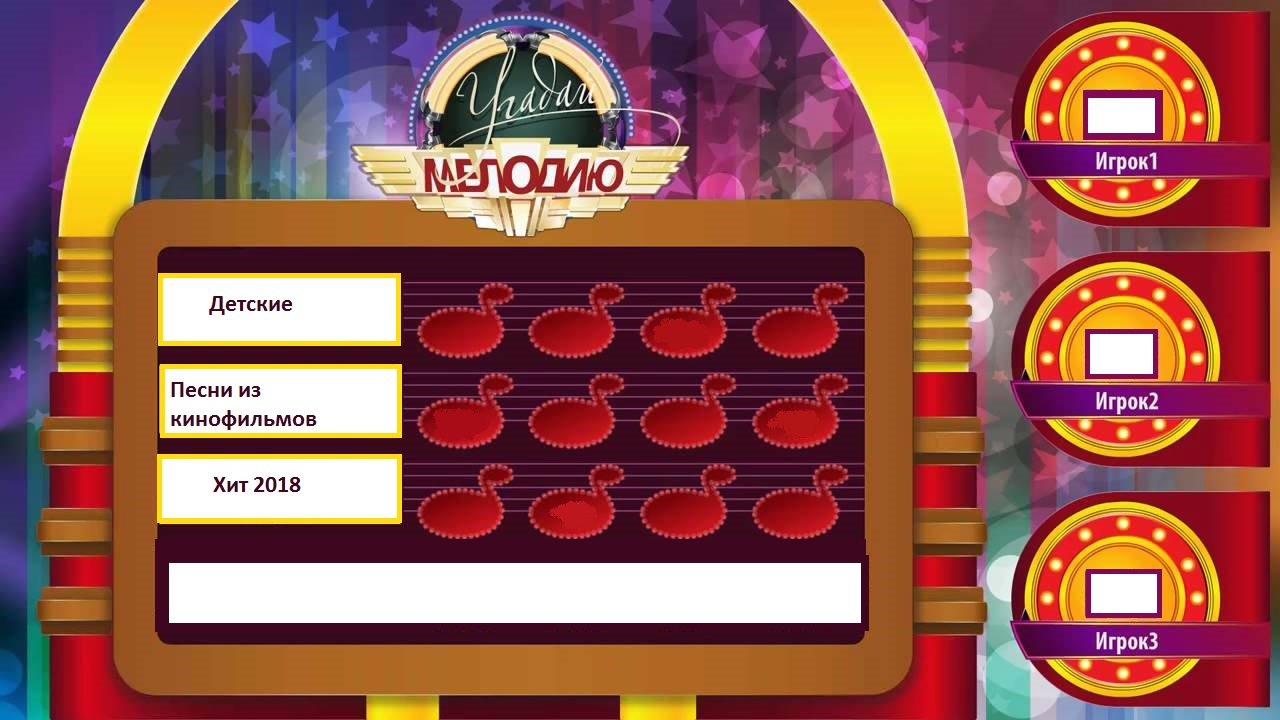 Угадай
МЕЛОДИЮ
Детские
Песни из
кинофильмов
Хит 2018
Игрок1
Игрок2
Игрок3